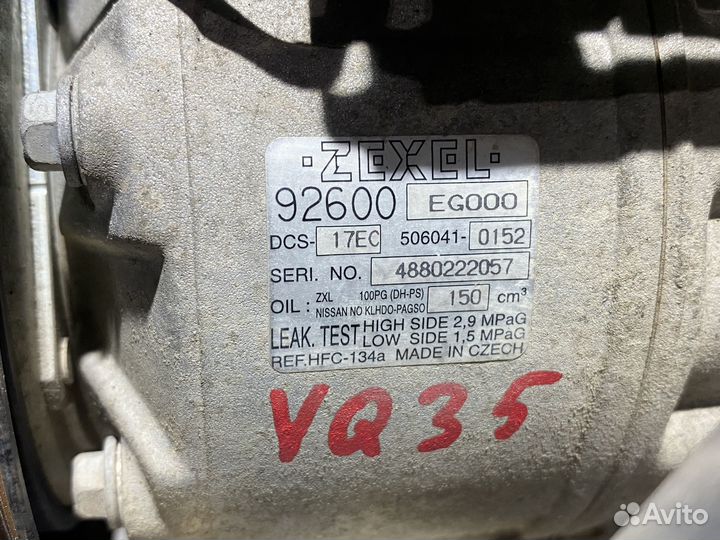 ·ZEXEL·
92600 EG000
DCS- 17EC 506041- 0152
SERI. NO. 4880222057
OIL : ZXL 100PG (DH-PS) 150 cm³
NISSAN NO KLHDO-PAGSO
LEAK. TEST HIGH SIDE 2,9 MPaG
LOW SIDE 1,5 MPaG
REF.HFC-134a MADE IN CZECH
VQ35
Avito